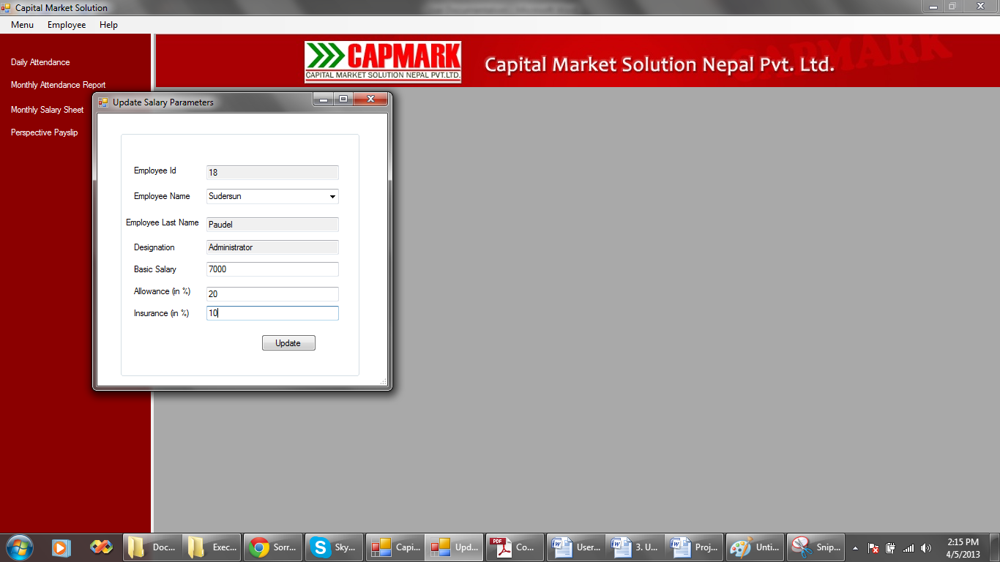 Capital Market Solution
Menu Employee Help
Daily Attendance
Monthly Attendance Report
Monthly Salary Sheet
Perspective Payslip
CAPMARK
CAPITAL MARKET SOLUTION NEPAL PVT.LTD.
Capital Market Solution Nepal Pvt. Ltd.
CAPMARK
Update Salary Parameters
Employee Id 18
Employee Name Sudersun
Employee Last Name Paudel
Designation Administrator
Basic Salary 7000
Allowance (in %) 20
Insurance (in %) 10
Update
Doc... Exec... Sorr... Sky... Capi... Upd... PDF Co... User... 3. U... Proj... Unti... Snip...
2:15 PM
4/5/2013